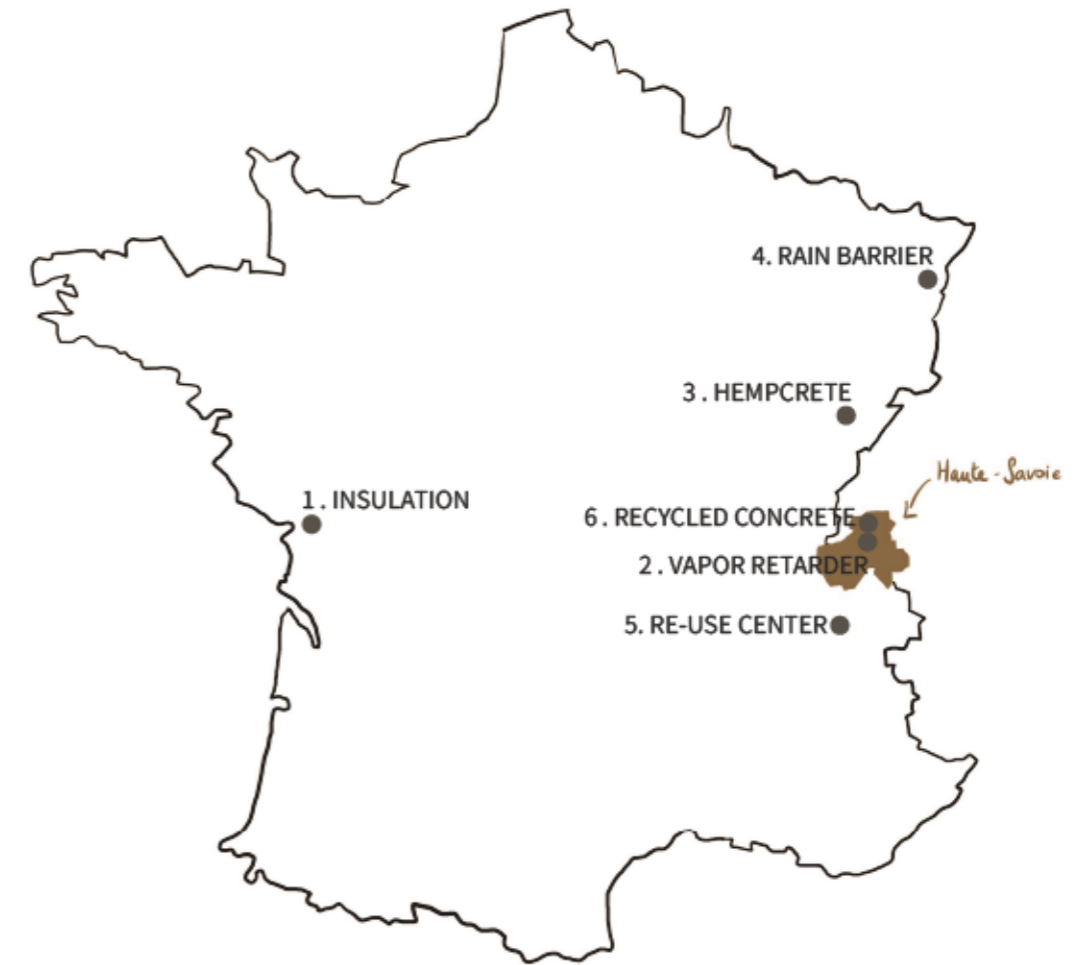 4. RAIN BARRIER
3 . HEMPCRETE
Haute-Savoie
1 . INSULATION
6 . RECYCLED CONCRETE
2 . VAPOR RETARDER
5. RE-USE CENTER